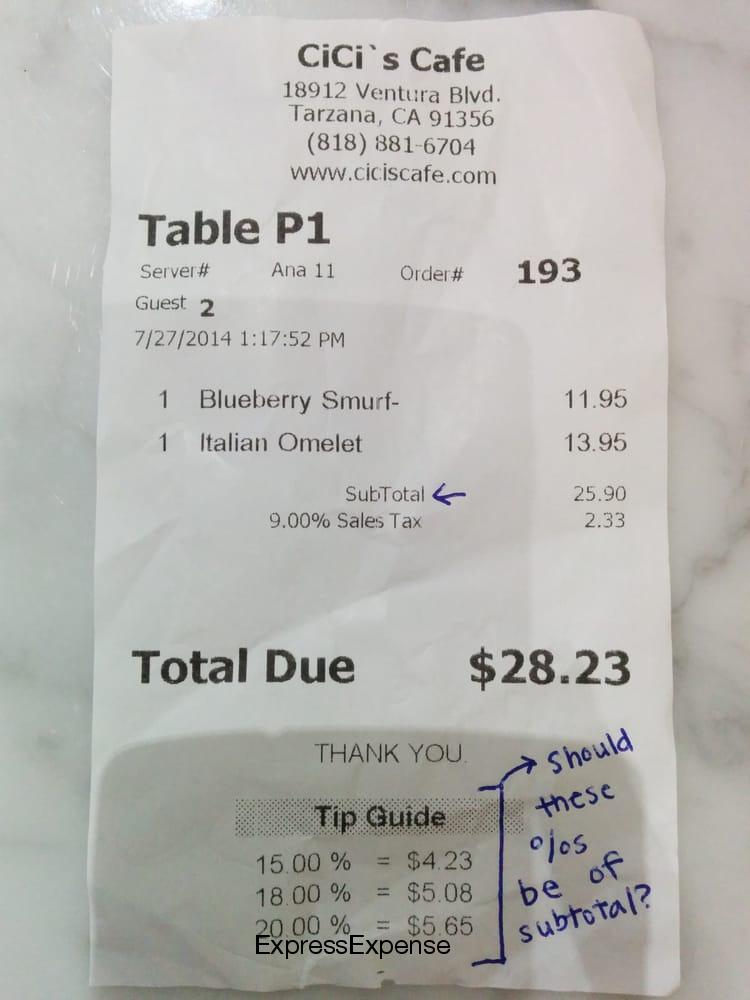 CiCi`s Cafe
18912 Ventura Blvd.
Tarzana, CA 91356
(818) 881-6704
www.ciciscafe.com
Table P1
Server# Ana 11 Order# 193
Guest 2
7/27/2014 1:17:52 PM
1 Blueberry Smurf- 11.95
1 Italian Omelet 13.95
SubTotal ← 25.90
9.00% Sales Tax 2.33
Total Due $28.23
THANK YOU.
Tip Guide
15.00 % = $4.23
18.00 % = $5.08
20.00 % = $5.65
ExpressExpense
→ should
these
%s
be of
subtotal?